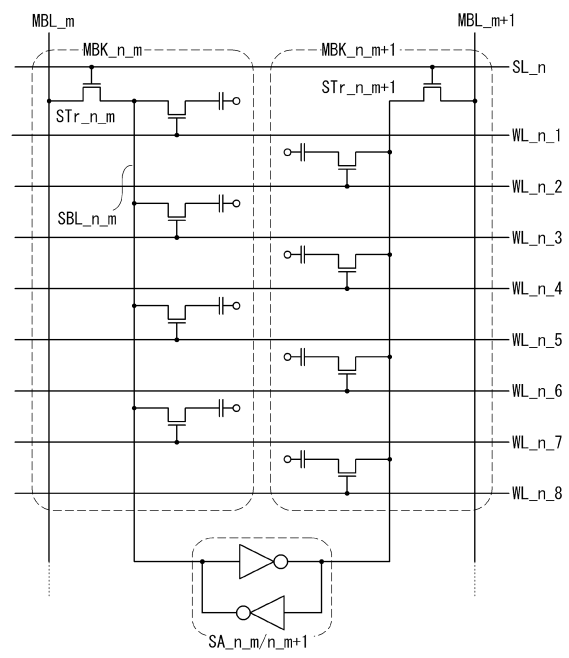 MBL_m
MBL_m+1
MBK_n_m
MBK_n_m+1
SL_n
STr_n_m
STr_n_m+1
WL_n_1
WL_n_2
SBL_n_m
WL_n_3
WL_n_4
WL_n_5
WL_n_6
WL_n_7
WL_n_8
SA_n_m/n_m+1